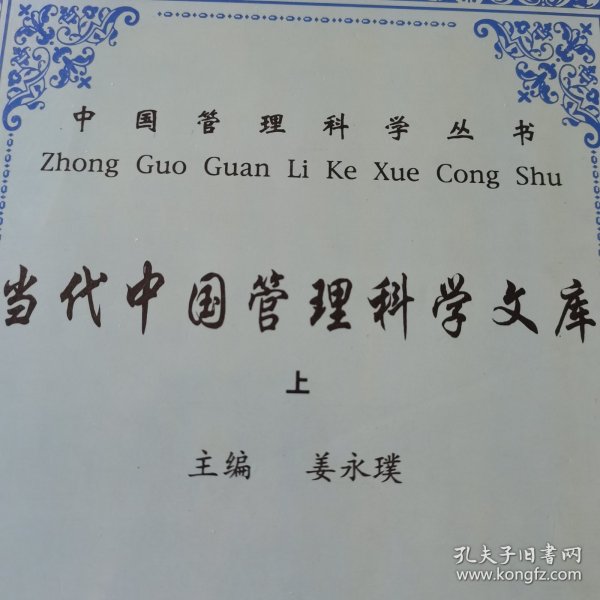 中国管理科学丛书
Zhong Guo Guan Li Ke Xue Cong Shu
当代中国管理科学文库
上
主编 姜永璞
孔夫子旧书网
www.kongfz.com